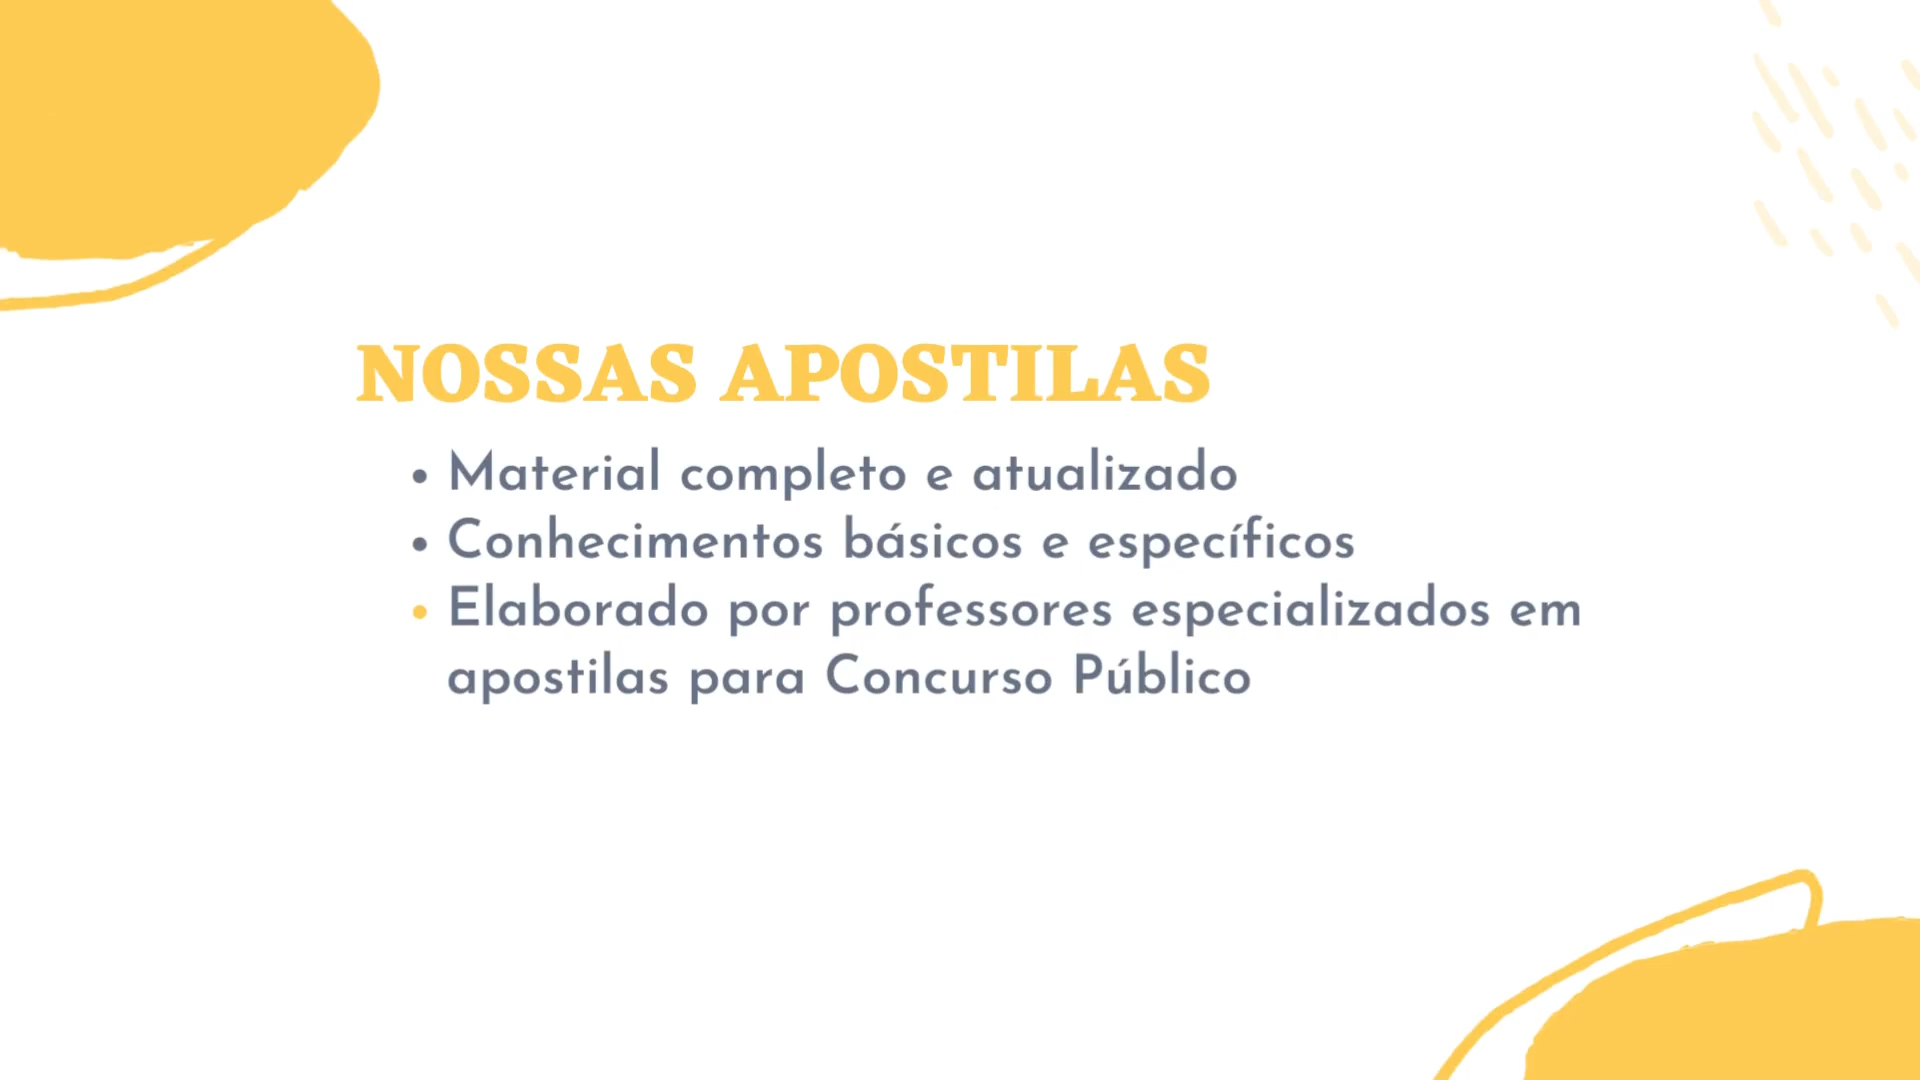 NOSSAS APOSTILAS
• Material completo e atualizado
• Conhecimentos básicos e específicos
• Elaborado por professores especializados em
apostilas para Concurso Público